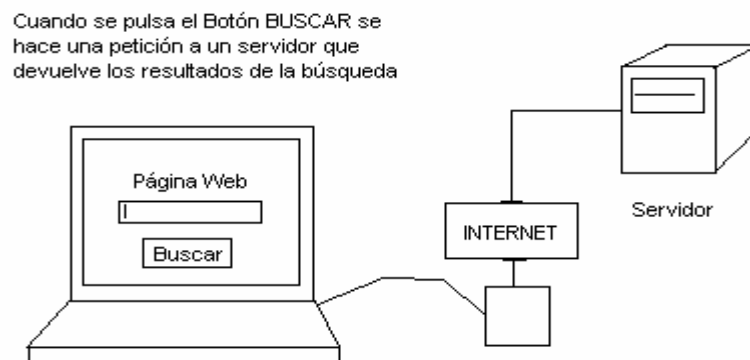 Cuando se pulsa el Botón BUSCAR se
hace una petición a un servidor que
devuelve los resultados de la búsqueda
Página Web
Buscar
INTERNET
Servidor